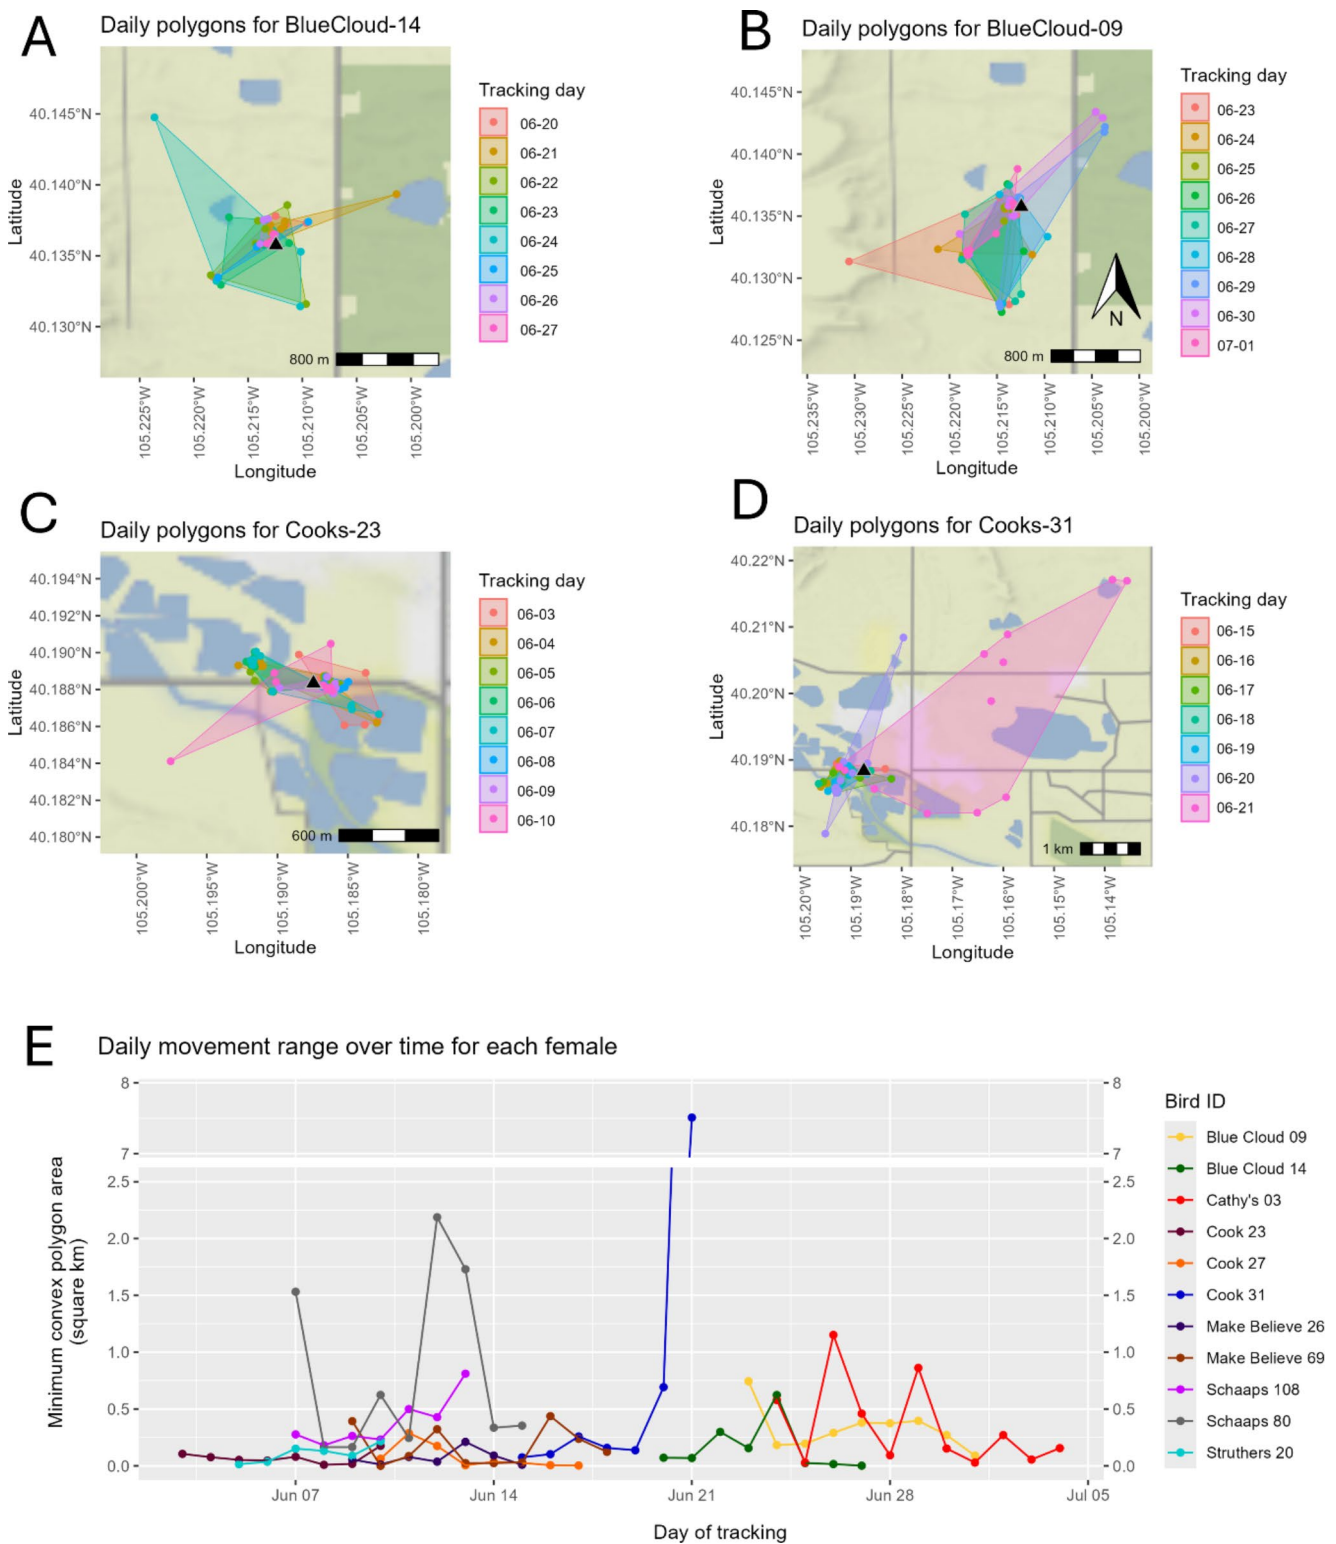 A
Daily polygons for BlueCloud-14
Latitude
40.145°N
40.140°N
40.135°N
40.130°N
800 m
105.225°W
105.220°W
105.215°W
105.210°W
105.205°W
105.200°W
Longitude
Tracking day
06-20
06-21
06-22
06-23
06-24
06-25
06-26
06-27
B
Daily polygons for BlueCloud-09
Latitude
40.145°N
40.140°N
40.135°N
40.130°N
40.125°N
N
800 m
105.235°W
105.230°W
105.225°W
105.220°W
105.215°W
105.210°W
105.205°W
105.200°W
Longitude
Tracking day
06-23
06-24
06-25
06-26
06-27
06-28
06-29
06-30
07-01
C
Daily polygons for Cooks-23
Latitude
40.194°N
40.192°N
40.190°N
40.188°N
40.186°N
40.184°N
40.182°N
40.180°N
600 m
105.200°W
105.195°W
105.190°W
105.185°W
105.180°W
Longitude
Tracking day
06-03
06-04
06-05
06-06
06-07
06-08
06-09
06-10
D
Daily polygons for Cooks-31
Latitude
40.22°N
40.21°N
40.20°N
40.19°N
40.18°N
1 km
105.20°W
105.19°W
105.18°W
105.17°W
105.16°W
105.15°W
105.14°W
Longitude
Tracking day
06-15
06-16
06-17
06-18
06-19
06-20
06-21
E
Daily movement range over time for each female
Minimum convex polygon area
(square km)
8
7
2.5
2.0
1.5
1.0
0.5
0.0
8
7
2.5
2.0
1.5
1.0
0.5
0.0
Jun 07
Jun 14
Jun 21
Jun 28
Jul 05
Day of tracking
Bird ID
Blue Cloud 09
Blue Cloud 14
Cathy's 03
Cook 23
Cook 27
Cook 31
Make Believe 26
Make Believe 69
Schaaps 108
Schaaps 80
Struthers 20